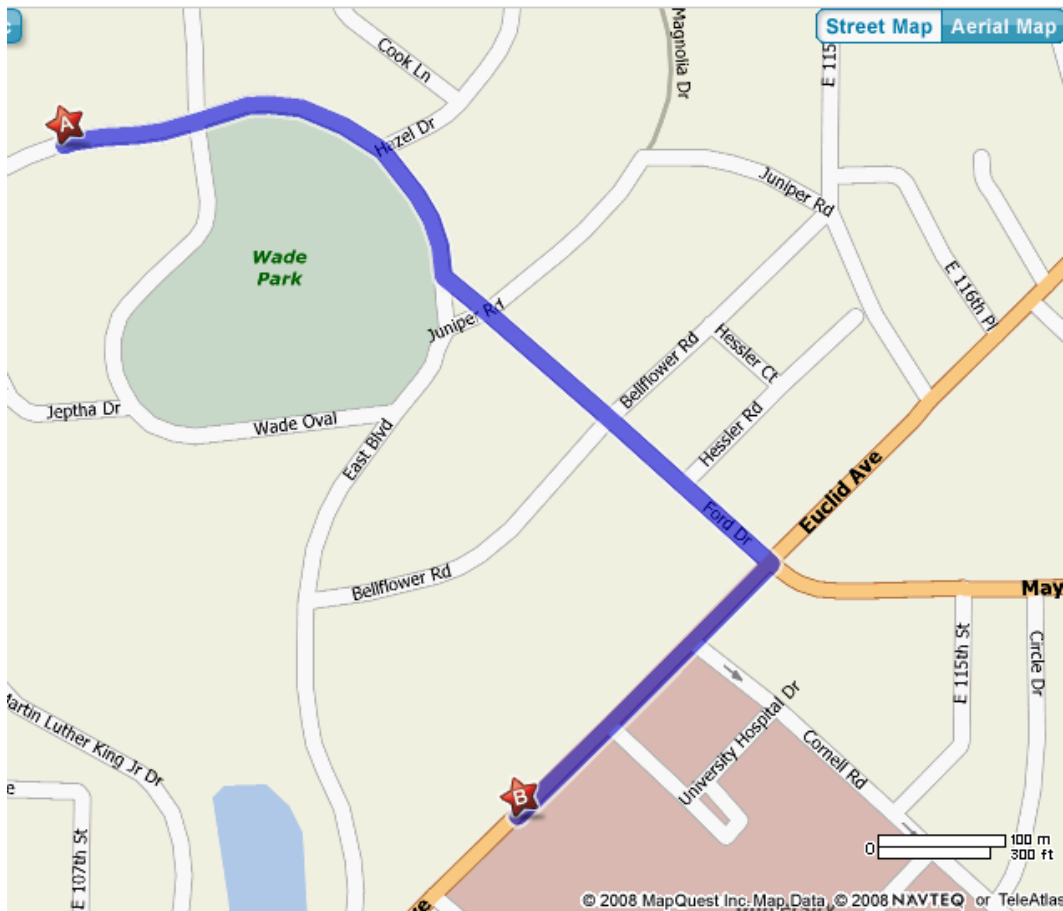 Street Map
Aerial Map
A
Cook Ln
Magnolia Dr
E 115
Hazel Dr
Juniper Rd
Wade
Park
E 116th Pl
Juniper Rd
Bellflower Rd
Hessler Ct
Jeptha Dr
Wade Oval
East Blvd
Hessler Rd
Euclid Ave
Ford Dr
Bellflower Rd
May
E 115th St
Circle Dr
Martin Luther King Jr Dr
University Hospital Dr
Cornell Rd
B
E 107th St
0
100 m
300 ft
ve
© 2008 MapQuest Inc. Map Data, © 2008 NAVTEQ or TeleAtlas